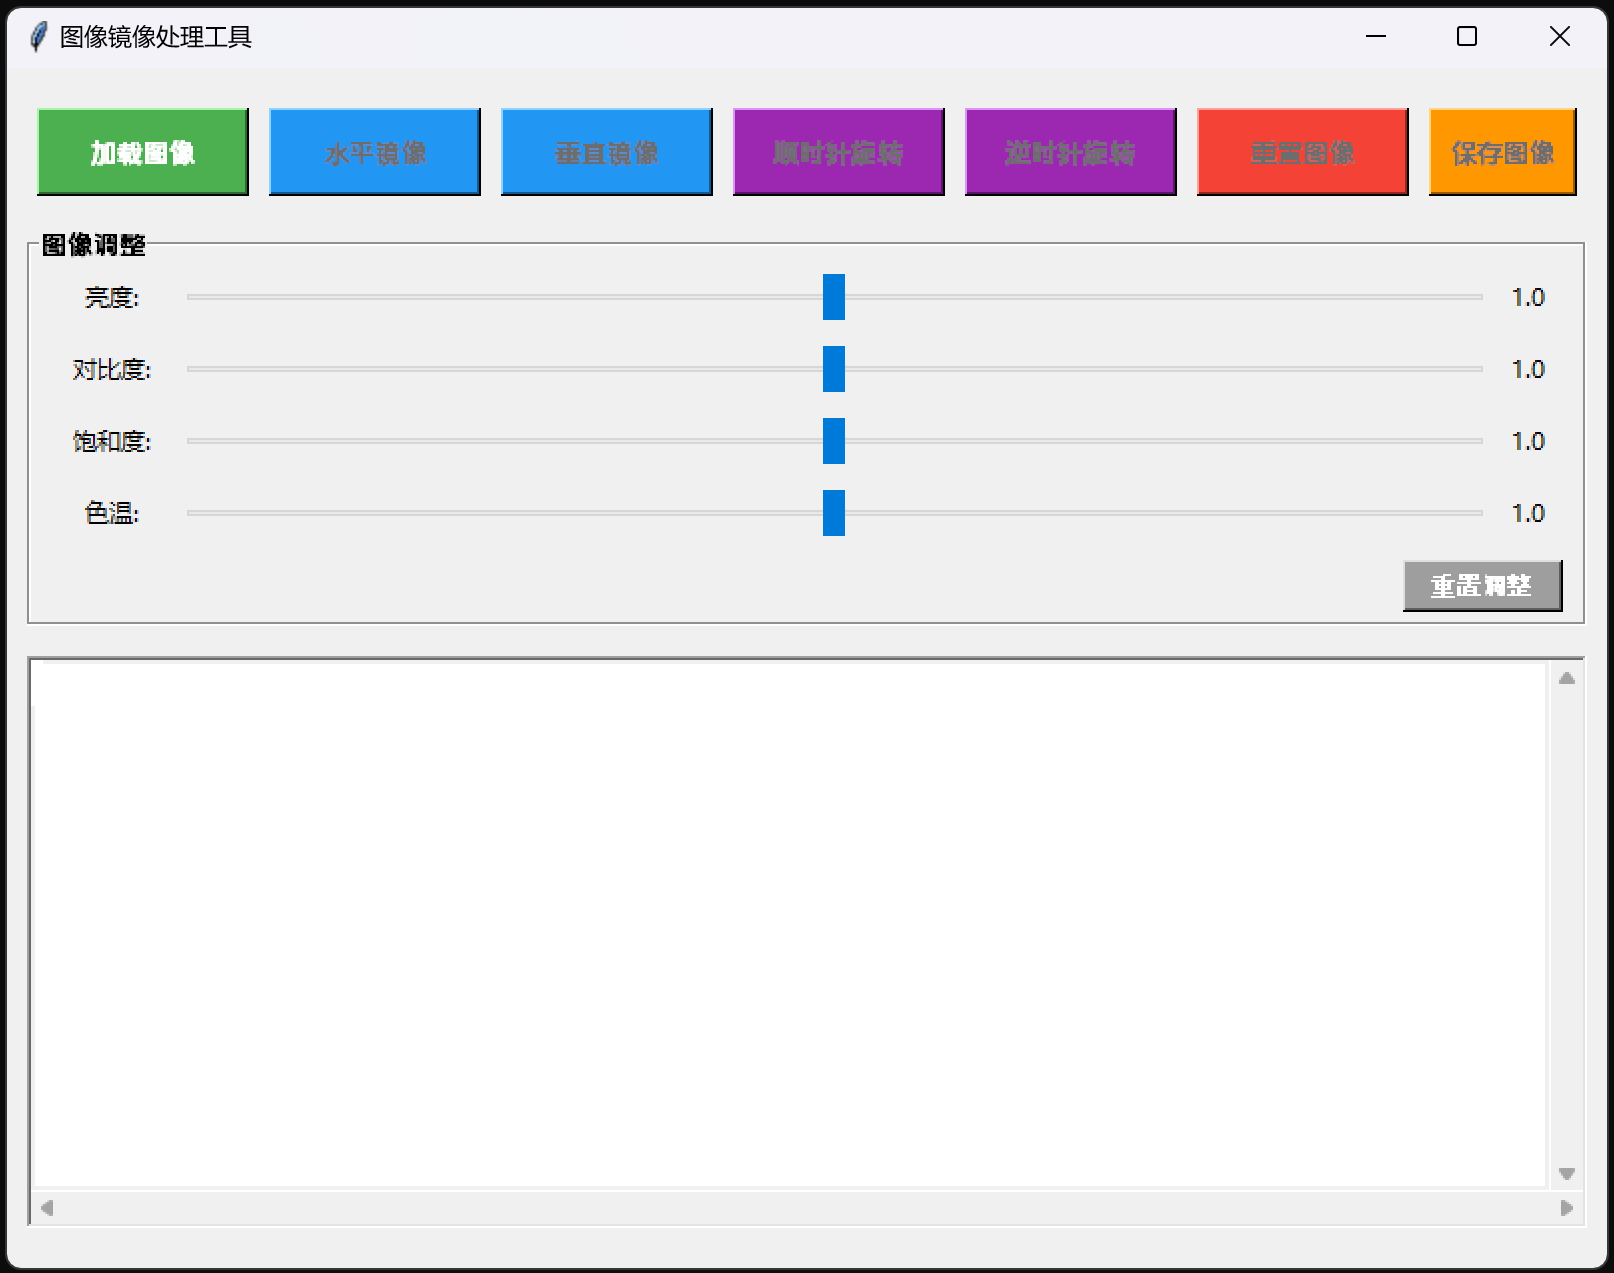 图像镜像处理工具
加载图像 水平镜像 垂直镜像 顺时针旋转 逆时针旋转 重置图像 保存图像
图像调整
亮度: 1.0
对比度: 1.0
饱和度: 1.0
色温: 1.0
重置调整